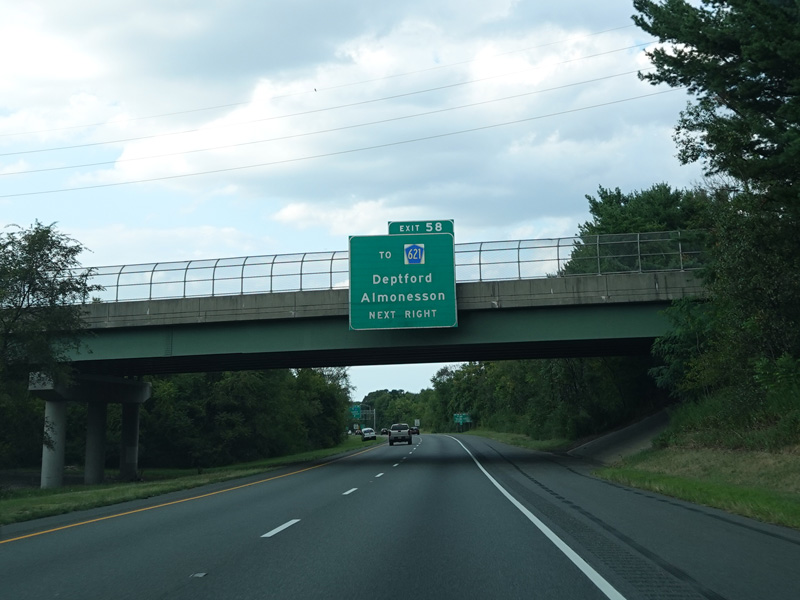 EXIT 58
TO 621
Deptford
Almonesson
NEXT RIGHT